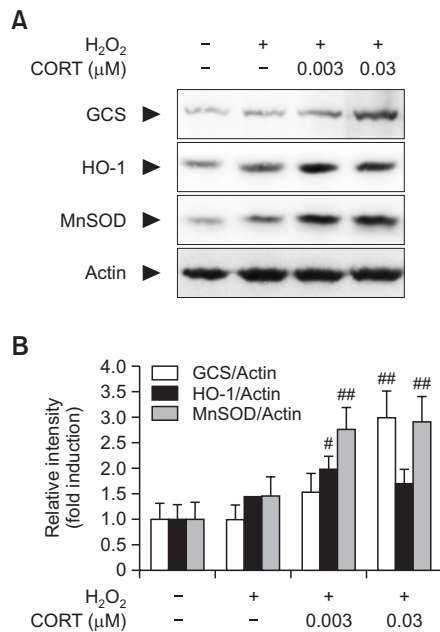 A
H₂O₂ – + + +
CORT (μM) – – 0.003 0.03
GCS
HO-1
MnSOD
Actin
B
4.0
3.5
3.0
2.5
2.0
1.5
1.0
0.5
0
Relative intensity
(fold induction)
GCS/Actin
HO-1/Actin
MnSOD/Actin
# ## ## ##
H₂O₂ – + + +
CORT (μM) – – 0.003 0.03